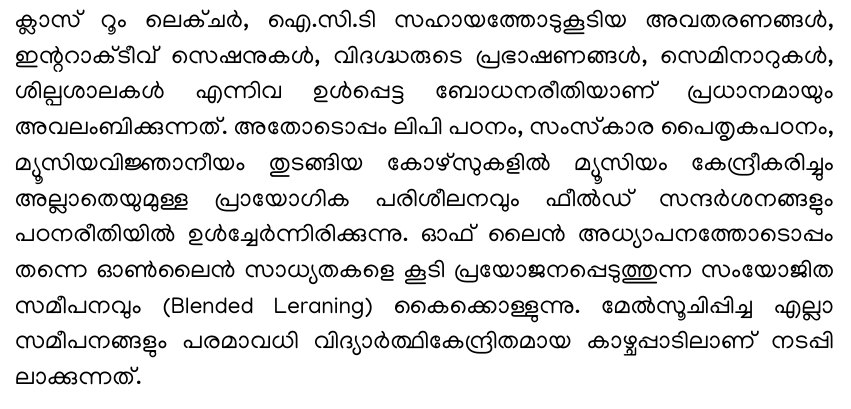 ക്ലാസ് റൂം ലെക്ചർ, ഐ.സി.ടി സഹായത്തോടുകൂടിയ അവതരണങ്ങൾ,
ഇന്ററാക്ടീവ് സെഷനുകൾ, വിദഗ്ദ്ധരുടെ പ്രഭാഷണങ്ങൾ, സെമിനാറുകൾ,
ശില്പശാലകൾ എന്നിവ ഉൾപ്പെട്ട ബോധനരീതിയാണ് പ്രധാനമായും
അവലംബിക്കുന്നത്. അതോടൊപ്പം ലിപി പഠനം, സംസ്കാര പൈതൃകപഠനം,
മ്യൂസിയവിജ്ഞാനീയം തുടങ്ങിയ കോഴ്സുകളിൽ മ്യൂസിയം കേന്ദ്രീകരിച്ചും
അല്ലാതെയുമുള്ള പ്രായോഗിക പരിശീലനവും ഫീൽഡ് സന്ദർശനങ്ങളും
പഠനരീതിയിൽ ഉൾച്ചേർന്നിരിക്കുന്നു. ഓഫ് ലൈൻ അധ്യാപനത്തോടൊപ്പം
തന്നെ ഓൺലൈൻ സാധ്യതകളെ കൂടി പ്രയോജനപ്പെടുത്തുന്ന സംയോജിത
സമീപനവും (Blended Leraning) കൈക്കൊള്ളുന്നു. മേൽസൂചിപ്പിച്ച എല്ലാ
സമീപനങ്ങളും പരമാവധി വിദ്യാർത്ഥികേന്ദ്രിതമായ കാഴ്ചപ്പാടിലാണ് നടപ്പി
ലാക്കുന്നത്.